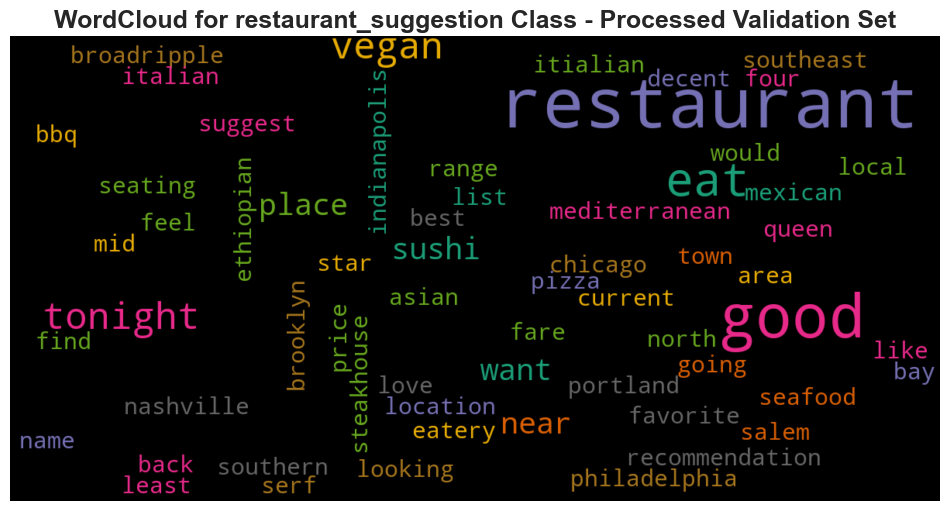 WordCloud for restaurant_suggestion Class - Processed Validation Set
broadripple
vegan
itialian
southeast
italian
decent
four
restaurant
bbq
suggest
indianapolis
would
local
seating
ethiopian
range
eat
mexican
feel
place
list
best
mediterranean
queen
mid
sushi
star
chicago
town
area
pizza
tonight
brooklyn
price
asian
current
good
find
steakhouse
fare
north
like
want
going
bay
love
portland
nashville
location
favorite
seafood
name
eatery
near
salem
back
southern
looking
recommendation
least
serf
philadelphia